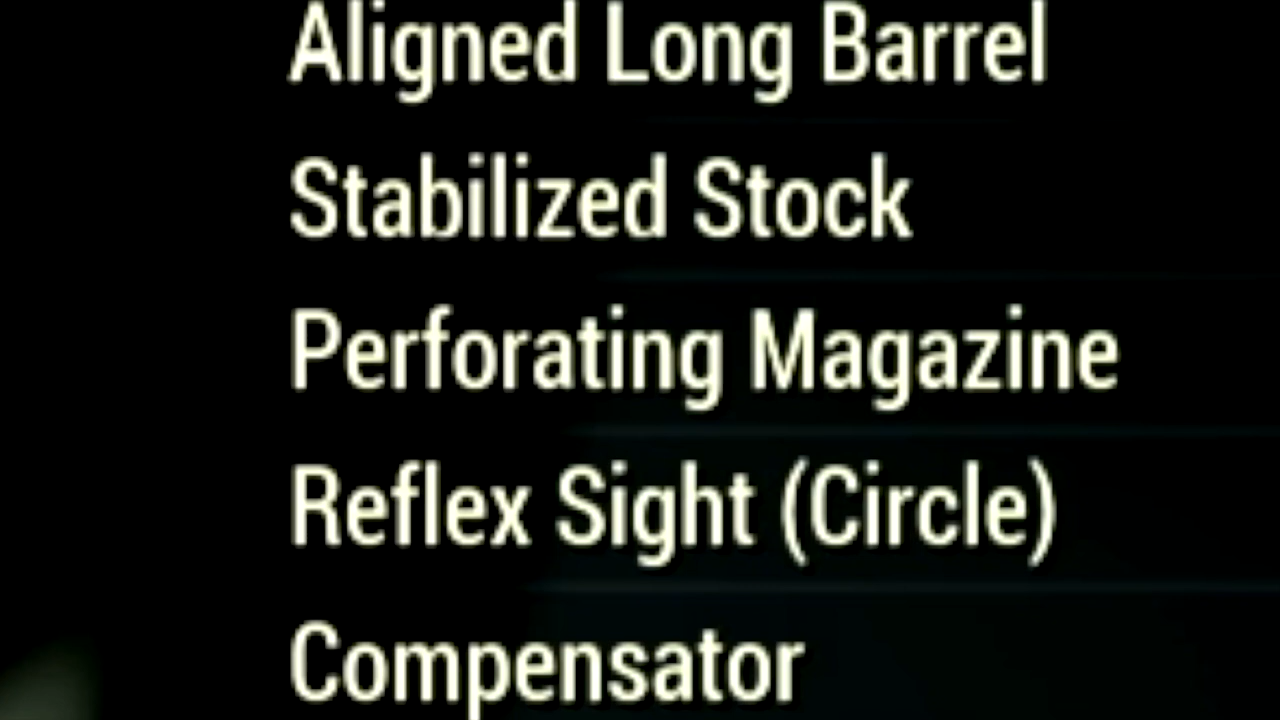 Aligned Long Barrel
Stabilized Stock
Perforating Magazine
Reflex Sight (Circle)
Compensator